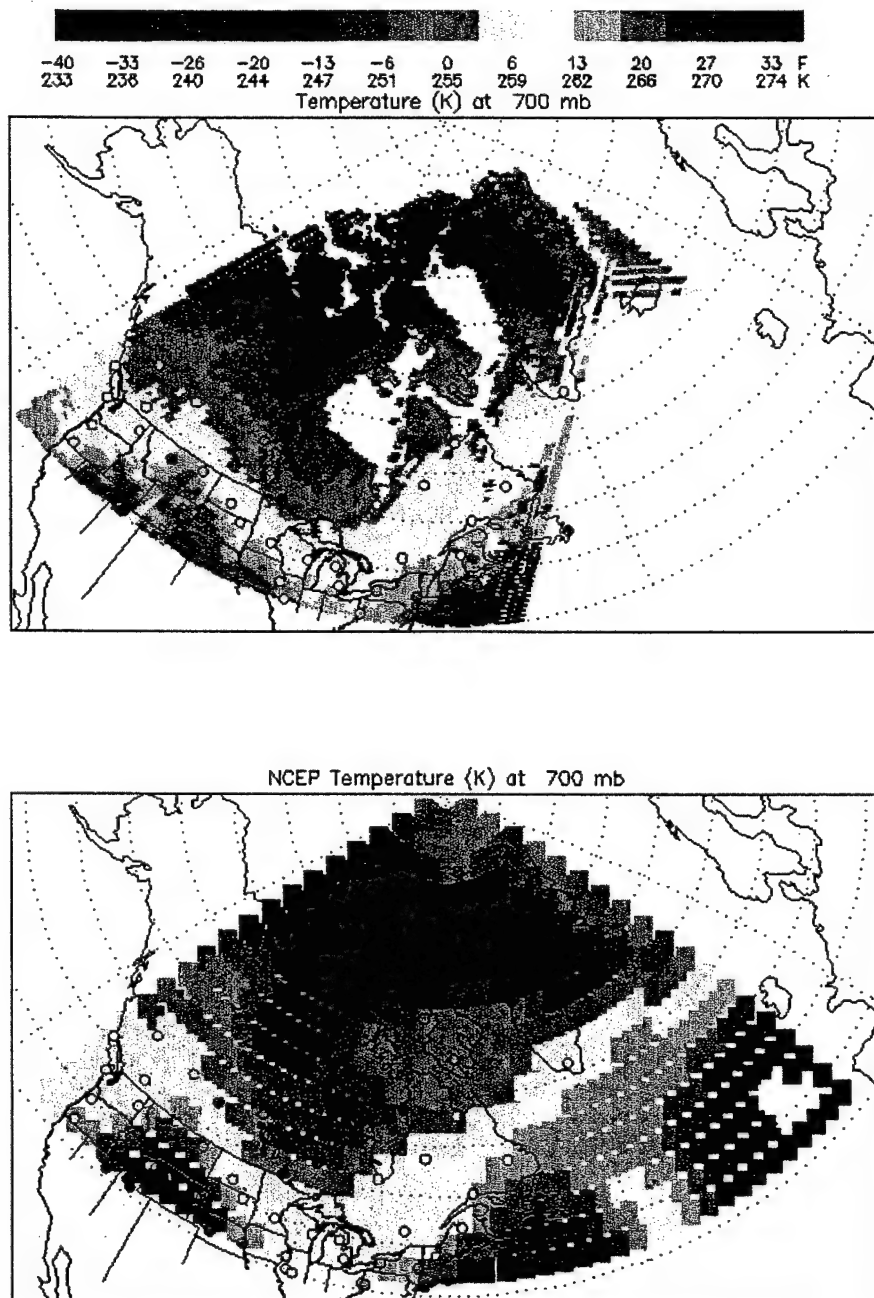 -40 -33 -26 -20 -13 -6 0 6 13 20 27 33 F
233 236 240 244 247 251 255 259 262 266 270 274 K
Temperature (K) at 700 mb
NCEP Temperature (K) at 700 mb